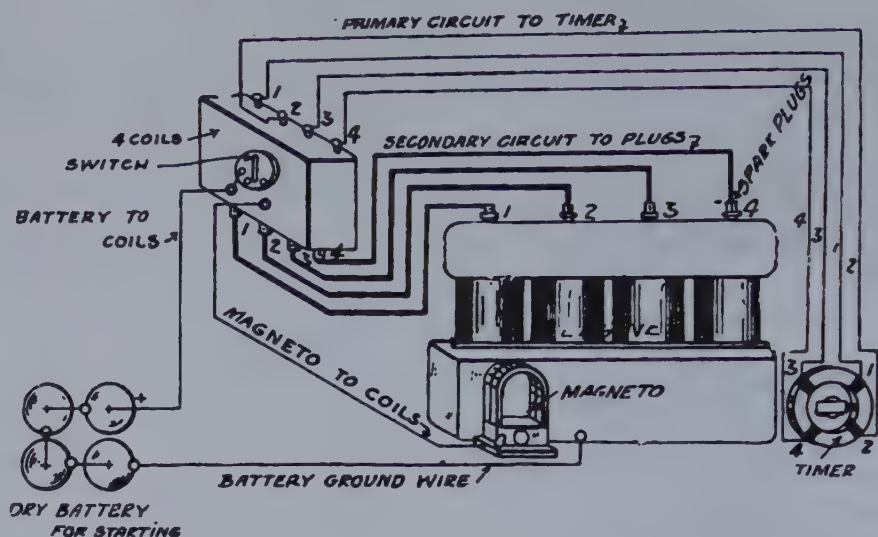 PRIMARY CIRCUIT TO TIMER
1
2
3
4
4 COILS
SWITCH
SECONDARY CIRCUIT TO PLUGS
SPARK PLUGS
BATTERY TO
COILS
1
2
3
4
1
2
3
4
4
3
1
2
MAGNETO TO COILS
MAGNETO
3
1
4
2
TIMER
+
BATTERY GROUND WIRE
DRY BATTERY
FOR STARTING